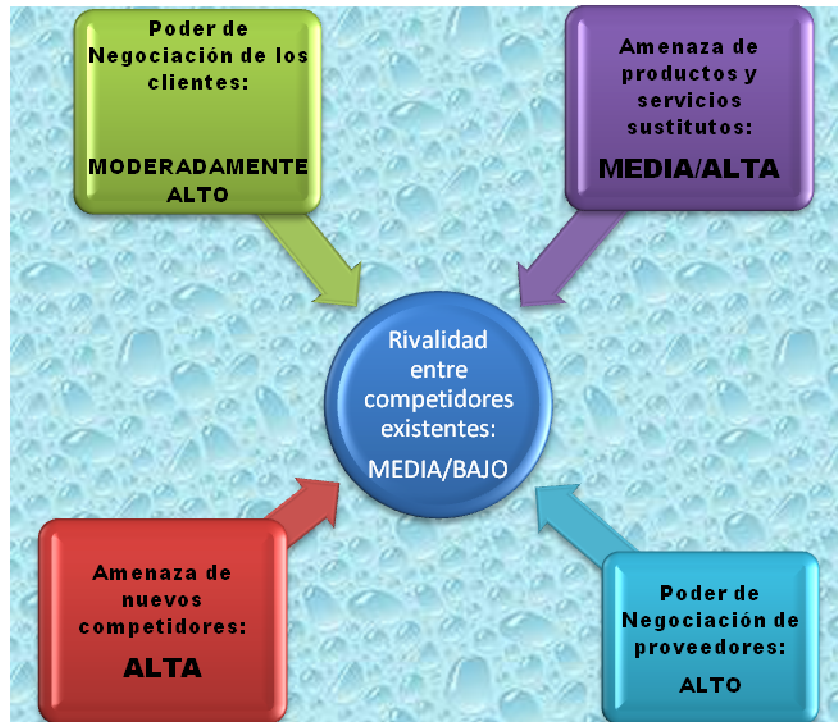 Poder de
Negociación de los
clientes:
MODERADAMENTE
ALTO
Amenaza de
productos y
servicios
sustitutos:
MEDIA/ALTA
Rivalidad
entre
competidores
existentes:
MEDIA/BAJO
Amenaza de
nuevos
competidores:
ALTA
Poder de
Negociación de
proveedores:
ALTO